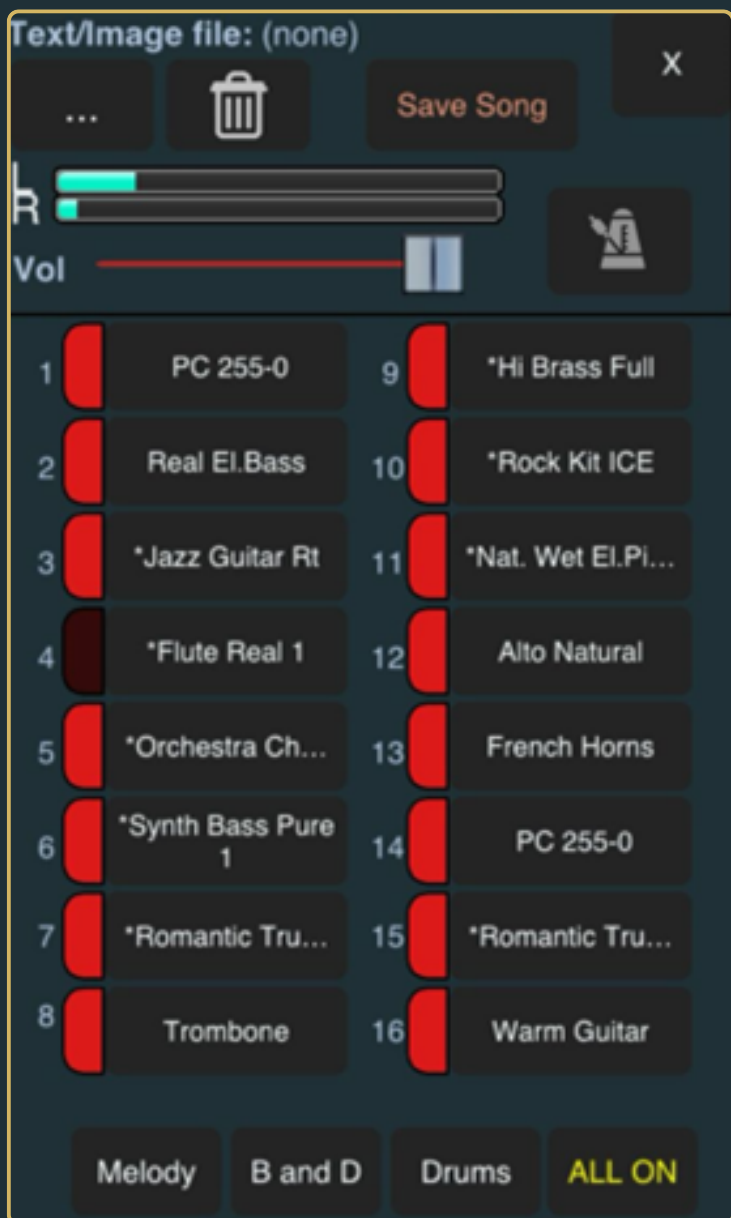 Text/Image file: (none)
X
...
Save Song
L
R
Vol
1 PC 255-0
9 *Hi Brass Full
2 Real El.Bass
10 *Rock Kit ICE
3 *Jazz Guitar Rt
11 *Nat. Wet El.Pi...
4 *Flute Real 1
12 Alto Natural
5 *Orchestra Ch...
13 French Horns
6 *Synth Bass Pure
1
14 PC 255-0
7 *Romantic Tru...
15 *Romantic Tru...
8 Trombone
16 Warm Guitar
Melody
B and D
Drums
ALL ON